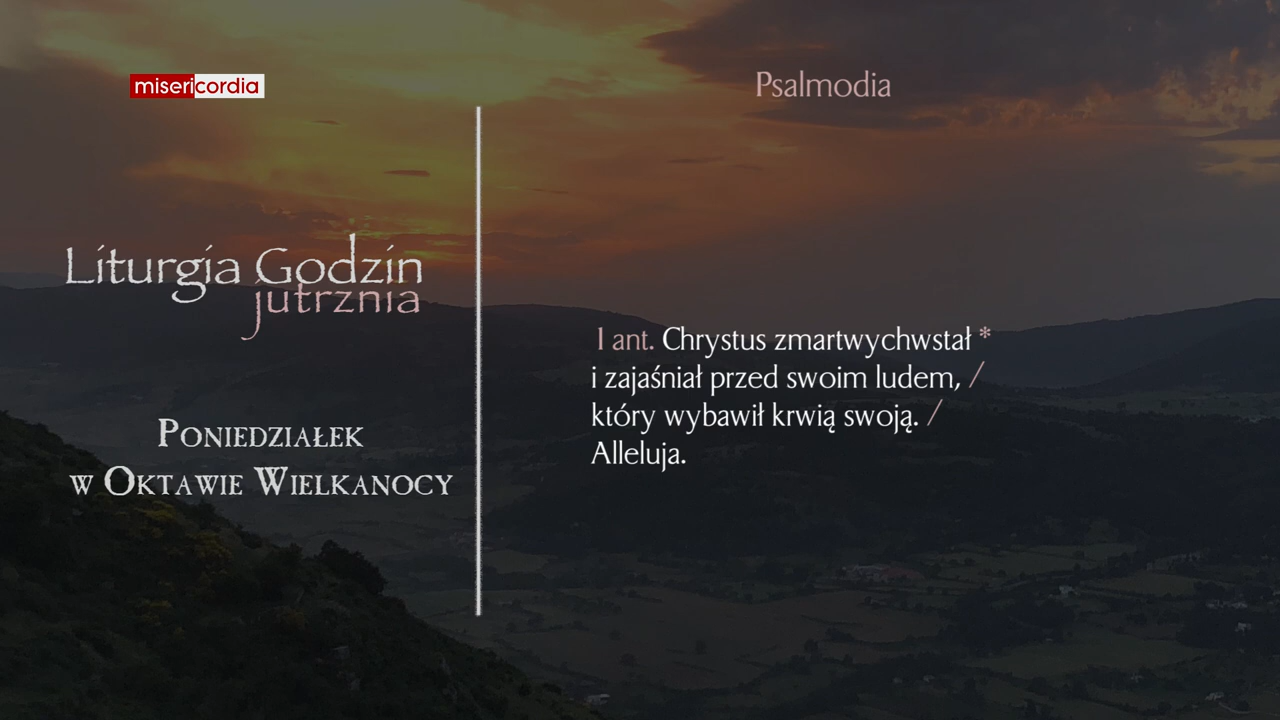 misericordia
Liturgia Godzin
jutrznia
Poniedziałek
w Oktawie Wielkanocy
Psalmodia
1 ant. Chrystus zmartwychwstał *
i zajaśniał przed swoim ludem, /
który wybawił krwią swoją. /
Alleluja.